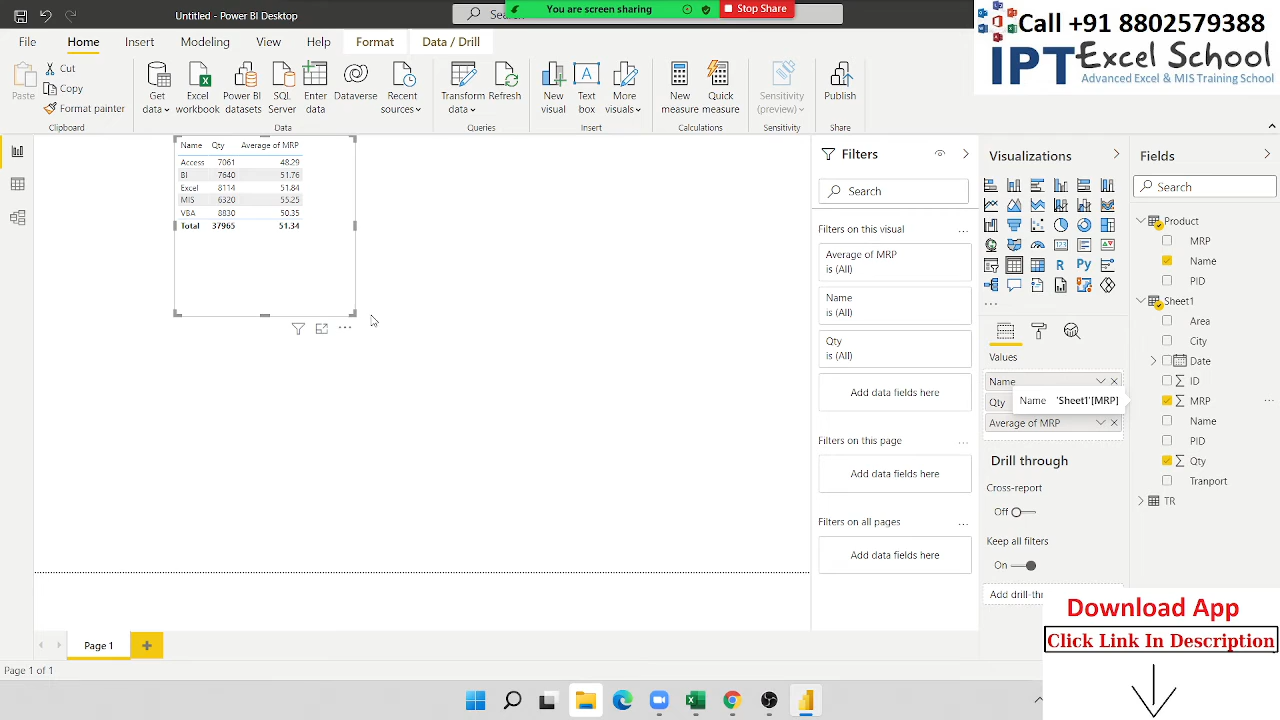 Untitled - Power BI Desktop
You are screen sharing
Stop Share
Call +91 8802579388
IPT Excel School
Advanced Excel & MIS Training School
File
Home
Insert
Modeling
View
Help
Format
Data / Drill
Paste
Cut
Copy
Format painter
Clipboard
Get data
Excel workbook
Power BI datasets
SQL Server
Enter data
Dataverse
Recent sources
Data
Transform data
Refresh
Queries
New visual
Text box
More visuals
Insert
New measure
Quick measure
Calculations
Sensitivity (preview)
Sensitivity
Publish
Share
Name Qty Average of MRP
Access 7061 48.29
BI 7640 51.76
Excel 8114 51.84
MIS 6320 55.25
VBA 8830 50.35
Total 37965 51.34
Filters
Search
Filters on this visual
Average of MRP
is (All)
Name
is (All)
Qty
is (All)
Add data fields here
Filters on this page
Add data fields here
Filters on all pages
Add data fields here
Visualizations
R
Py
123
Values
Name
Qty
Name 'Sheet1'[MRP]
Average of MRP
Drill through
Cross-report
Off
Keep all filters
On
Fields
Search
Product
MRP
Name
PID
Sheet1
Area
City
Date
ID
MRP
Name
PID
Qty
Tranport
TR
Page 1
Page 1 of 1
Download App
Click Link In Description